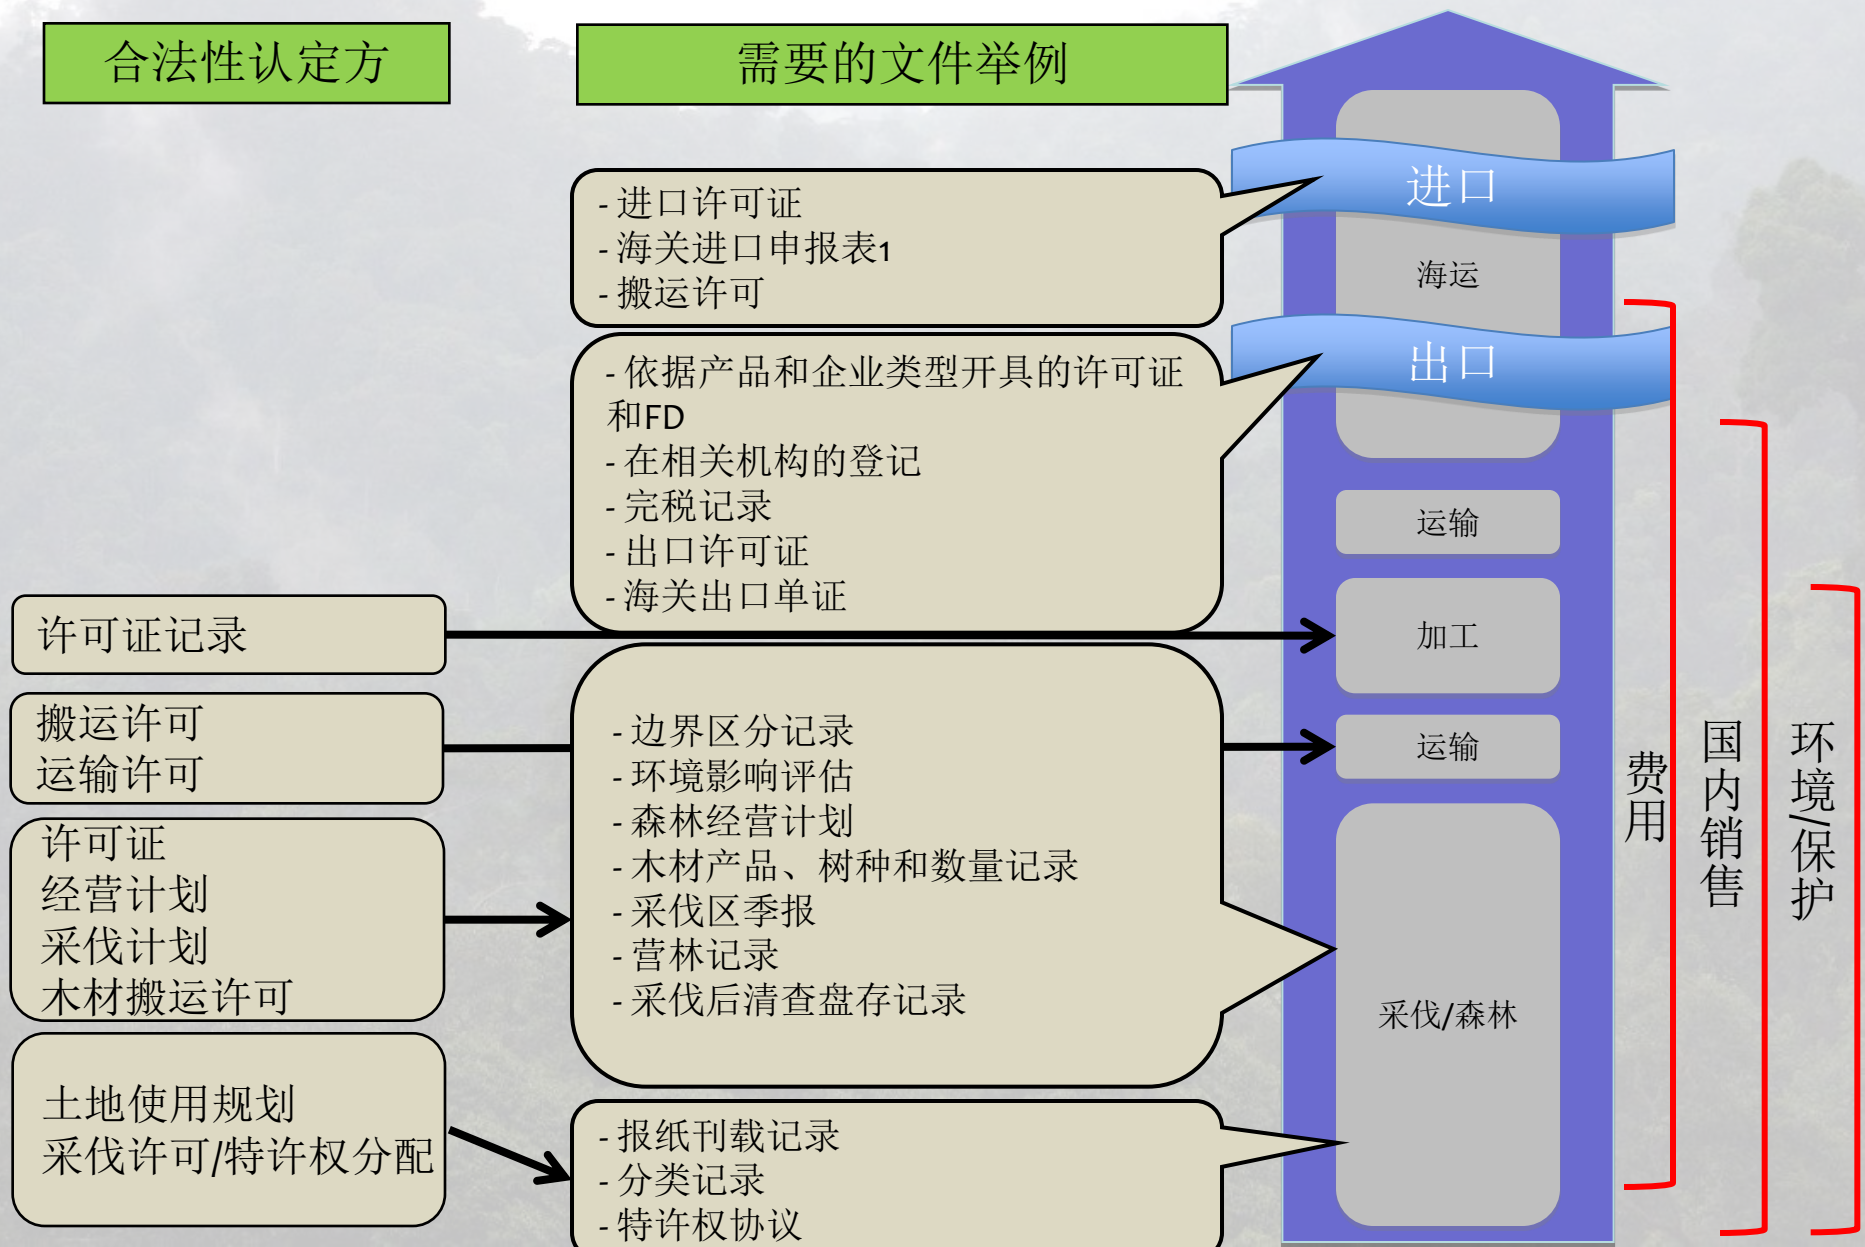 合法性认定方
需要的文件举例
- 进口许可证
- 海关进口申报表1
- 搬运许可
- 依据产品和企业类型开具的许可证
和FD
- 在相关机构的登记
- 完税记录
- 出口许可证
- 海关出口单证
许可证记录
搬运许可
运输许可
许可证
经营计划
采伐计划
木材搬运许可
土地使用规划
采伐许可/特许权分配
- 边界区分记录
- 环境影响评估
- 森林经营计划
- 木材产品、树种和数量记录
- 采伐区季报
- 营林记录
- 采伐后清查盘存记录
- 报纸刊载记录
- 分类记录
- 特许权协议
进口
海运
出口
运输
加工
运输
采伐/森林
费用
国内销售
环境/保护